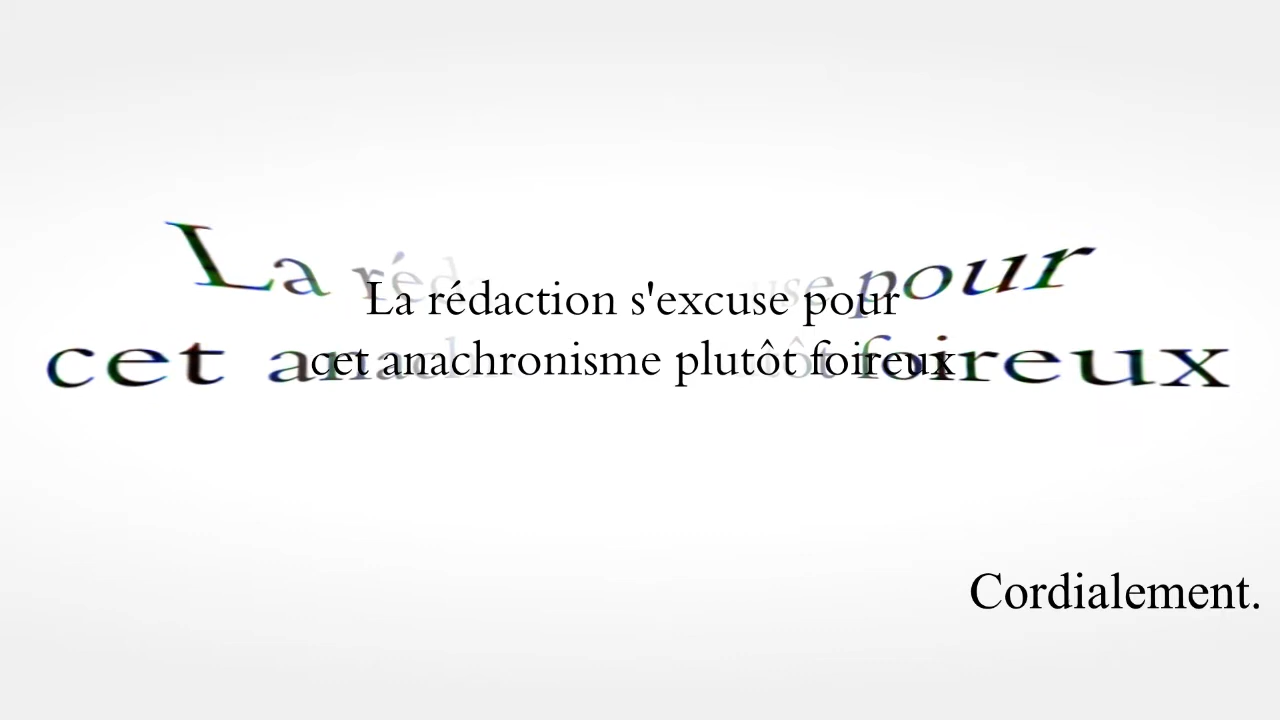 La rédaction s'excuse pour
cet anachronisme plutôt foireux
Cordialement.